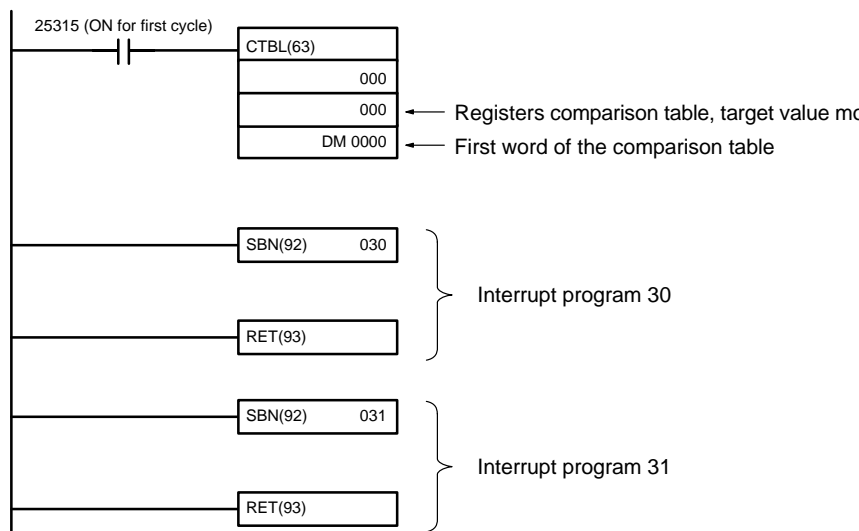 25315 (ON for first cycle)
CTBL(63)
000
000
Registers comparison table, target value mo
DM 0000
First word of the comparison table
SBN(92) 030
Interrupt program 30
RET(93)
SBN(92) 031
Interrupt program 31
RET(93)